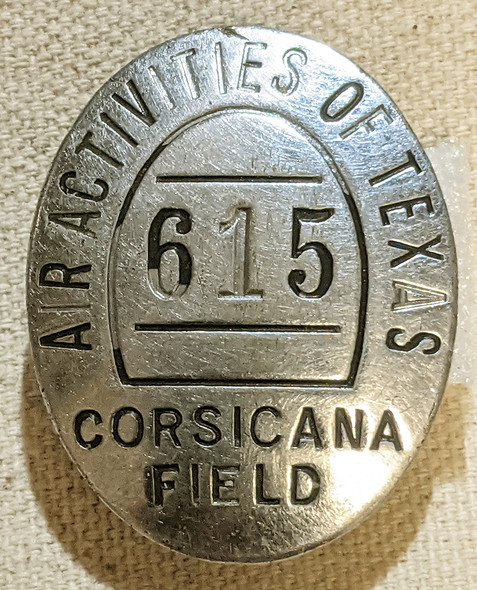 AIR ACTIVITIES OF TEXAS
615
CORSICANA
FIELD